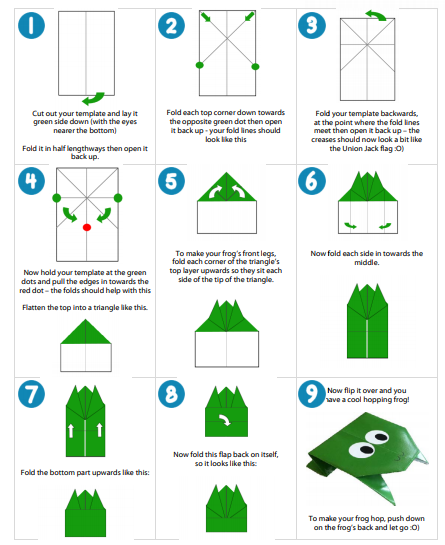 1
Cut out your template and lay it
green side down (with the eyes
nearer the bottom)
Fold it in half lengthways then open it
back up.
2
Fold each top corner down towards
the opposite green dot then open
it back up - your fold lines should
look like this
3
Fold your template backwards,
at the point where the fold lines
meet then open it back up – the
creases should now look a bit like
the Union Jack flag :O)
4
Now hold your template at the green
dots and pull the edges in towards the
red dot – the folds should help with this
Flatten the top into a triangle like this.
5
To make your frog's front legs,
fold each corner of the triangle's
top layer upwards so they sit each
side of the tip of the triangle.
6
Now fold each side in towards the
middle.
7
Fold the bottom part upwards like this:
8
Now fold this flap back on itself,
so it looks like this:
9
Now flip it over and you
have a cool hopping frog!
To make your frog hop, push down
on the frog's back and let go :O)